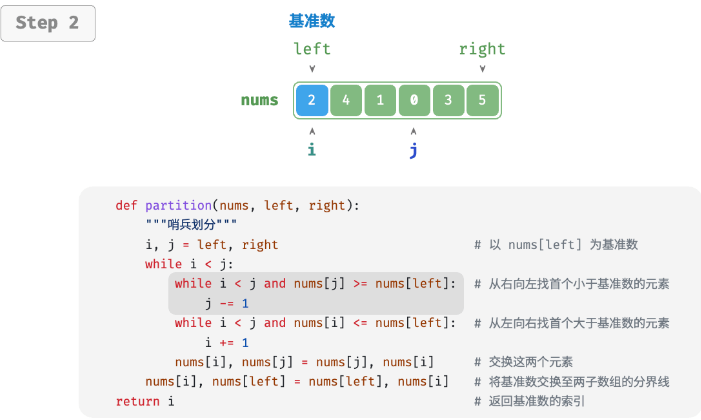 Step 2
基准数
left right
nums 2 4 1 0 3 5
i j
def partition(nums, left, right):
"""哨兵划分"""
i, j = left, right # 以 nums[left] 为基准数
while i < j:
while i < j and nums[j] >= nums[left]: # 从右向左找首个小于基准数的元素
j -= 1
while i < j and nums[i] <= nums[left]: # 从左向右找首个大于基准数的元素
i += 1
nums[i], nums[j] = nums[j], nums[i] # 交换这两个元素
nums[i], nums[left] = nums[left], nums[i] # 将基准数交换至两子数组的分界线
return i # 返回基准数的索引